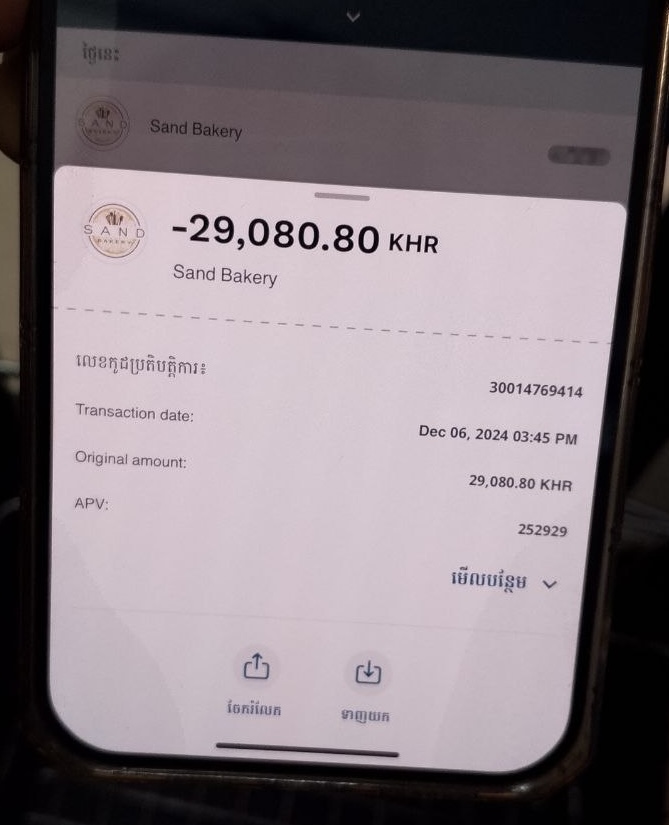 ថ្ងៃនេះ
SAND
Sand Bakery
SAND
BAKERY
-29,080.80 KHR
Sand Bakery
លេខកូដប្រតិបត្តិការ៖ 30014769414
Transaction date: Dec 06, 2024 03:45 PM
Original amount: 29,080.80 KHR
APV: 252929
មើលបន្ថែម
ចែករំលែក ទាញយក